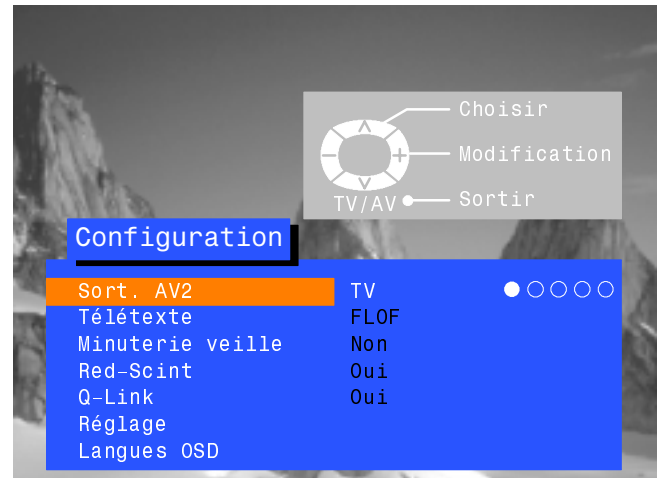 Choisir
Modification
TV/AV Sortir
Configuration
Sort. AV2 TV
Télétexte FLOF
Minuterie veille Non
Red-Scint Oui
Q-Link Oui
Réglage
Langues OSD